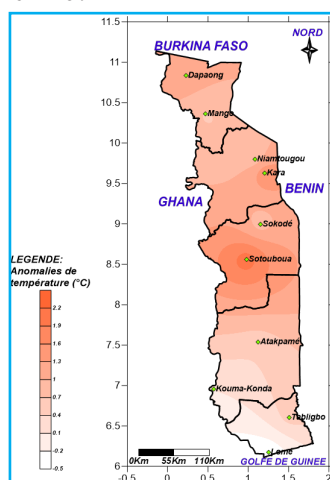 NORD
BURKINA FASO
11.5
11
10.5
10
9.5
9
8.5
8
7.5
7
6.5
6
Dapaong
Mango
Niamtougou
Kara
BENIN
GHANA
Sokodé
Sotouboua
Atakpamé
Kouma-Konda
Tabligbo
Lomé
LEGENDE:
Anomalies de
température (°C)
2.2
1.9
1.6
1.3
1
0.7
0.4
0.1
-0.2
-0.5
0Km 55Km 110Km
GOLFE DE GUINEE
-0.5 0 0.5 1 1.5 2